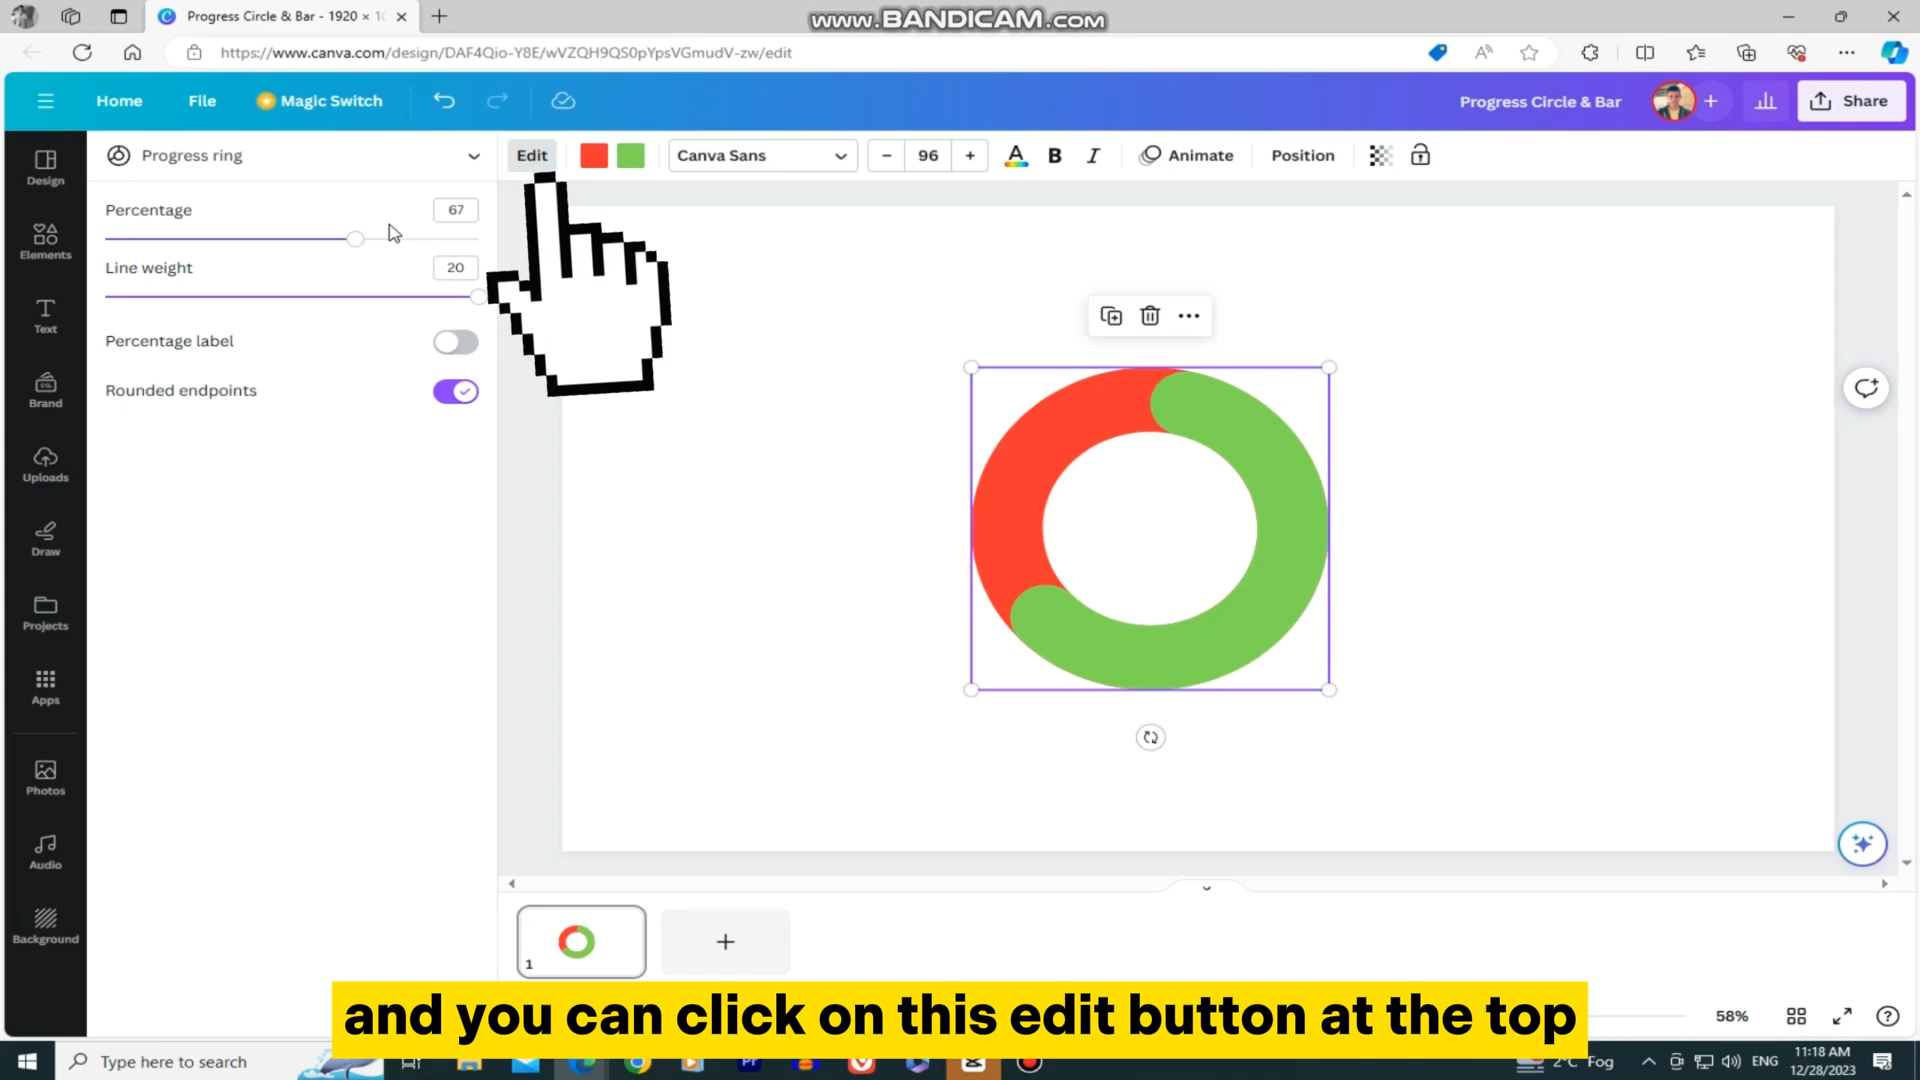 Progress Circle & Bar - 1920 × 10
www.BANDICAM.com
https://www.canva.com/design/DAF4Qio-Y8E/wVZQH9QS0pYpsVGmudV-zw/edit
Home
File
Magic Switch
Progress Circle & Bar
Share
Progress ring
Edit
Canva Sans
96
Animate
Position
Design
Elements
Text
Brand
Uploads
Draw
Projects
Apps
Photos
Audio
Background
Percentage
67
Line weight
20
Percentage label
Rounded endpoints
1
and you can click on this edit button at the top
58%
Type here to search
2°C Fog
ENG
11:18 AM
12/28/2023